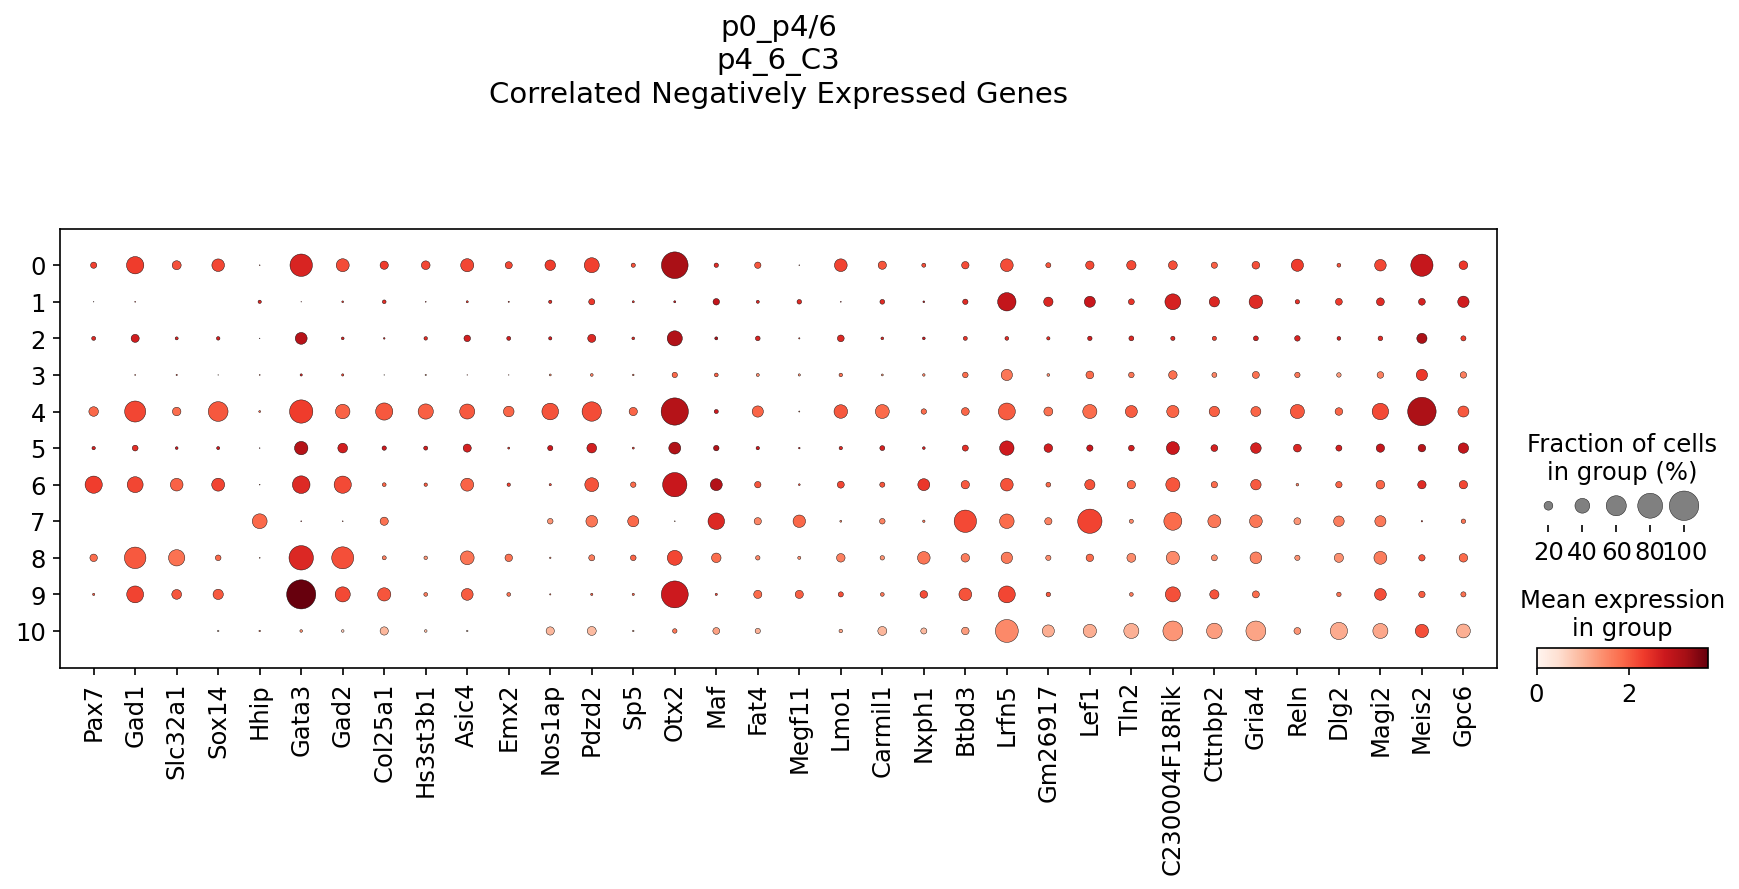 p0_p4/6
p4_6_C3
Correlated Negatively Expressed Genes
0
1
2
3
4
5
6
7
8
9
10
Pax7
Gad1
Slc32a1
Sox14
Hhip
Gata3
Gad2
Col25a1
Hs3st3b1
Asic4
Emx2
Nos1ap
Pdzd2
Sp5
Otx2
Maf
Fat4
Megf11
Lmo1
Carmil1
Nxph1
Btbd3
Lrfn5
Gm26917
Lef1
Tln2
C230004F18Rik
Cttnbp2
Gria4
Reln
Dlg2
Magi2
Meis2
Gpc6
Fraction of cells
in group (%)
20 40 60 80 100
Mean expression
in group
0 2